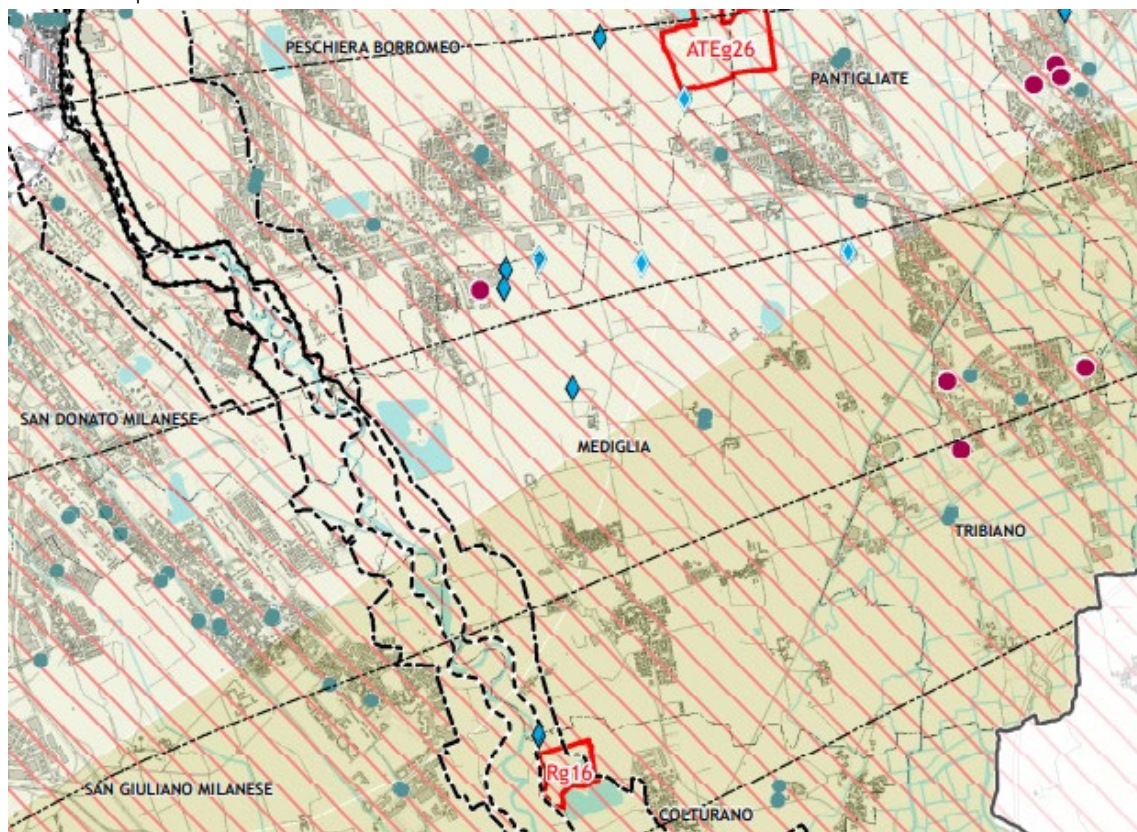 PESCHIERA BORROMEO
ATEg26
PANTIGLIATE
SAN DONATO MILANESE
MEDIGLIA
TRIBIANO
Rg16
SAN GIULIANO MILANESE
COLTURANO